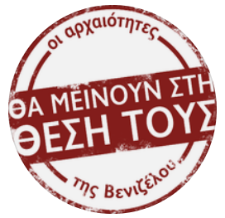 οι αρχαιότητες
ΘΑ ΜΕΙΝΟΥΝ ΣΤΗ
ΘΕΣΗ ΤΟΥΣ
της Βενιζέλου